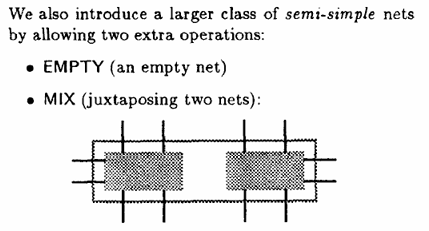 We also introduce a larger class of semi-simple nets
by allowing two extra operations:
• EMPTY (an empty net)
• MIX (juxtaposing two nets):